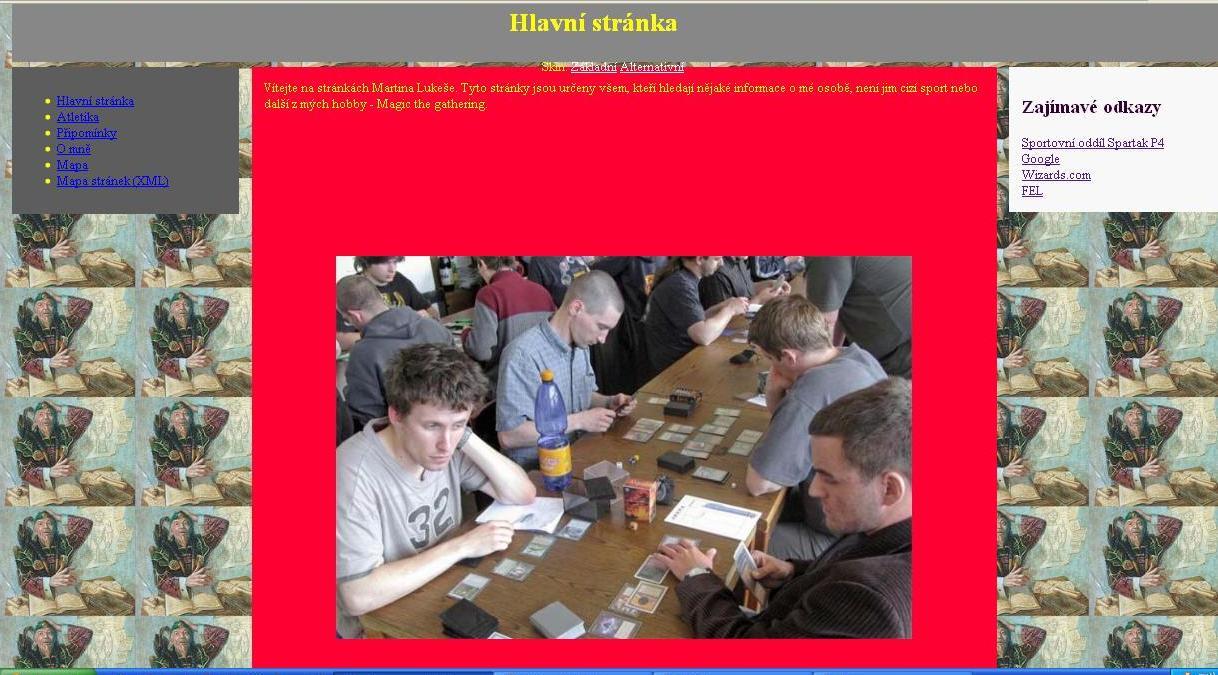 Hlavní stránka
Skin: Základní Alternativní
Hlavní stránka
Atletika
Připomínky
O mně
Mapa
Mapa stránek (XML)
Vítejte na stránkách Martina Lukeše. Tyto stránky jsou určeny všem, kteří hledají nějaké informace o mé osobě, není jim cizí sport nebo
další z mých hobby - Magic the gathering.
Zajímavé odkazy
Sportovní oddíl Spartak P4
Google
Wizards.com
FEL
32